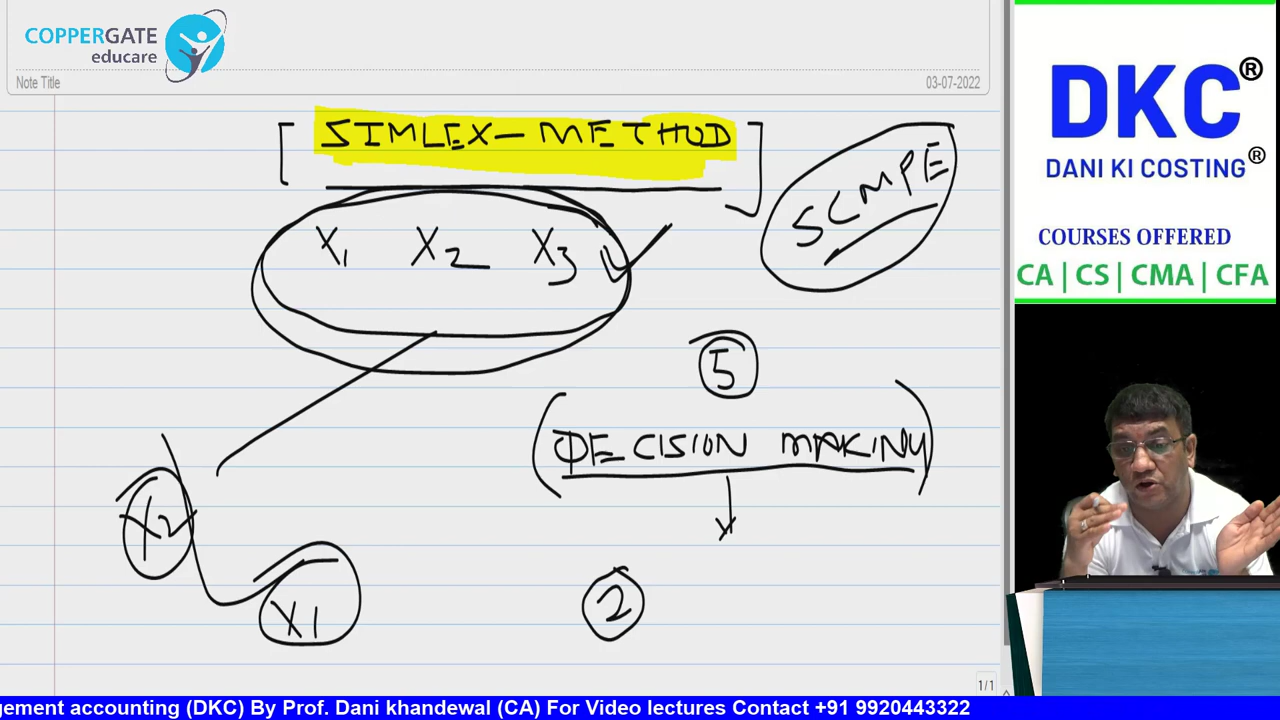 COPPERGATE
educare
Note Title
03-07-2022
[ SIMLEX-METHOD ]
SCMPE
X1 X2 X3
5
(DECISION MAKING)
X2
X1
2
1/1
DKC®
DANI KI COSTING®
COURSES OFFERED
CA | CS | CMA | CFA
gement accounting (DKC) By Prof. Dani khandewal (CA) For Video lectures Contact +91 9920443322